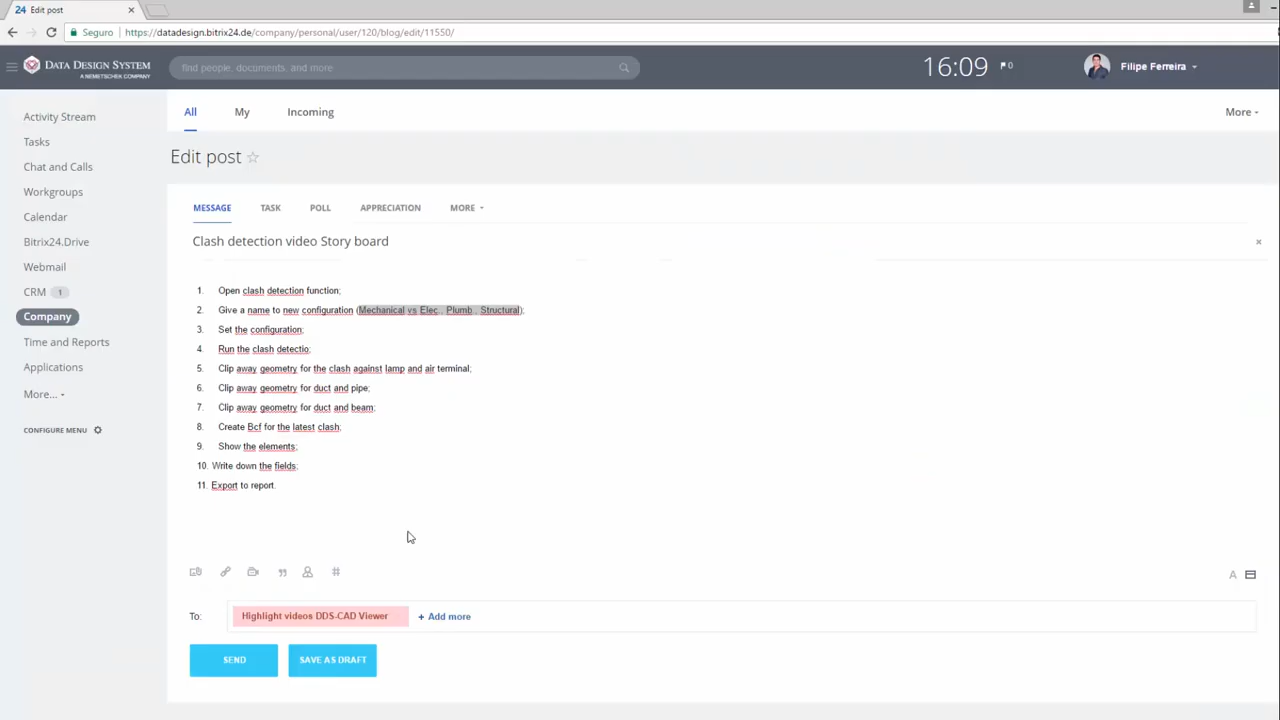 24 Edit post
Seguro https://datadesign.bitrix24.de/company/personal/user/120/blog/edit/11550/
DATA DESIGN SYSTEM
A NEMETSCHEK COMPANY
find people, documents, and more
16:09
0
Filipe Ferreira
Activity Stream
Tasks
Chat and Calls
Workgroups
Calendar
Bitrix24.Drive
Webmail
CRM 1
Company
Time and Reports
Applications
More...
CONFIGURE MENU
All My Incoming
More
Edit post
MESSAGE TASK POLL APPRECIATION MORE
Clash detection video Story board
1. Open clash detection function;
2. Give a name to new configuration (Mechanical vs Elec., Plumb., Structural);
3. Set the configuration;
4. Run the clash detectio;
5. Clip away geometry for the clash against lamp and air terminal;
6. Clip away geometry for duct and pipe;
7. Clip away geometry for duct and beam;
8. Create Bcf for the latest clash;
9. Show the elements;
10. Write down the fields;
11. Export to report.
A
To: Highlight videos DDS-CAD Viewer + Add more
SEND SAVE AS DRAFT